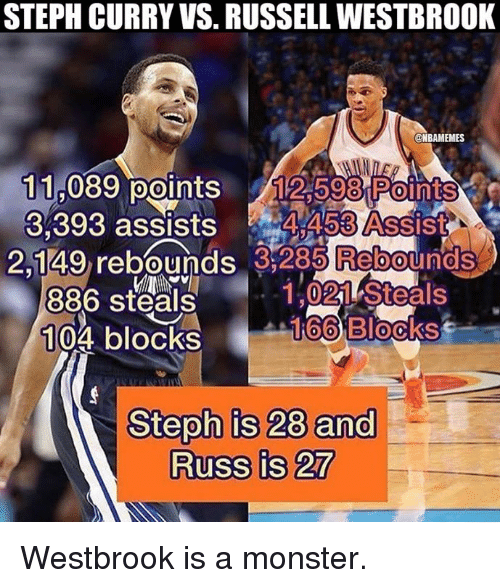 STEPH CURRY VS. RUSSELL WESTBROOK
@NBAMEMES
THUNDER
11,089 points
3,393 assists
2,149 rebounds
886 steals
104 blocks
12,598 Points
4,453 Assist
3,285 Rebounds
1,021 Steals
166 Blocks
Steph is 28 and
Russ is 27
Westbrook is a monster.